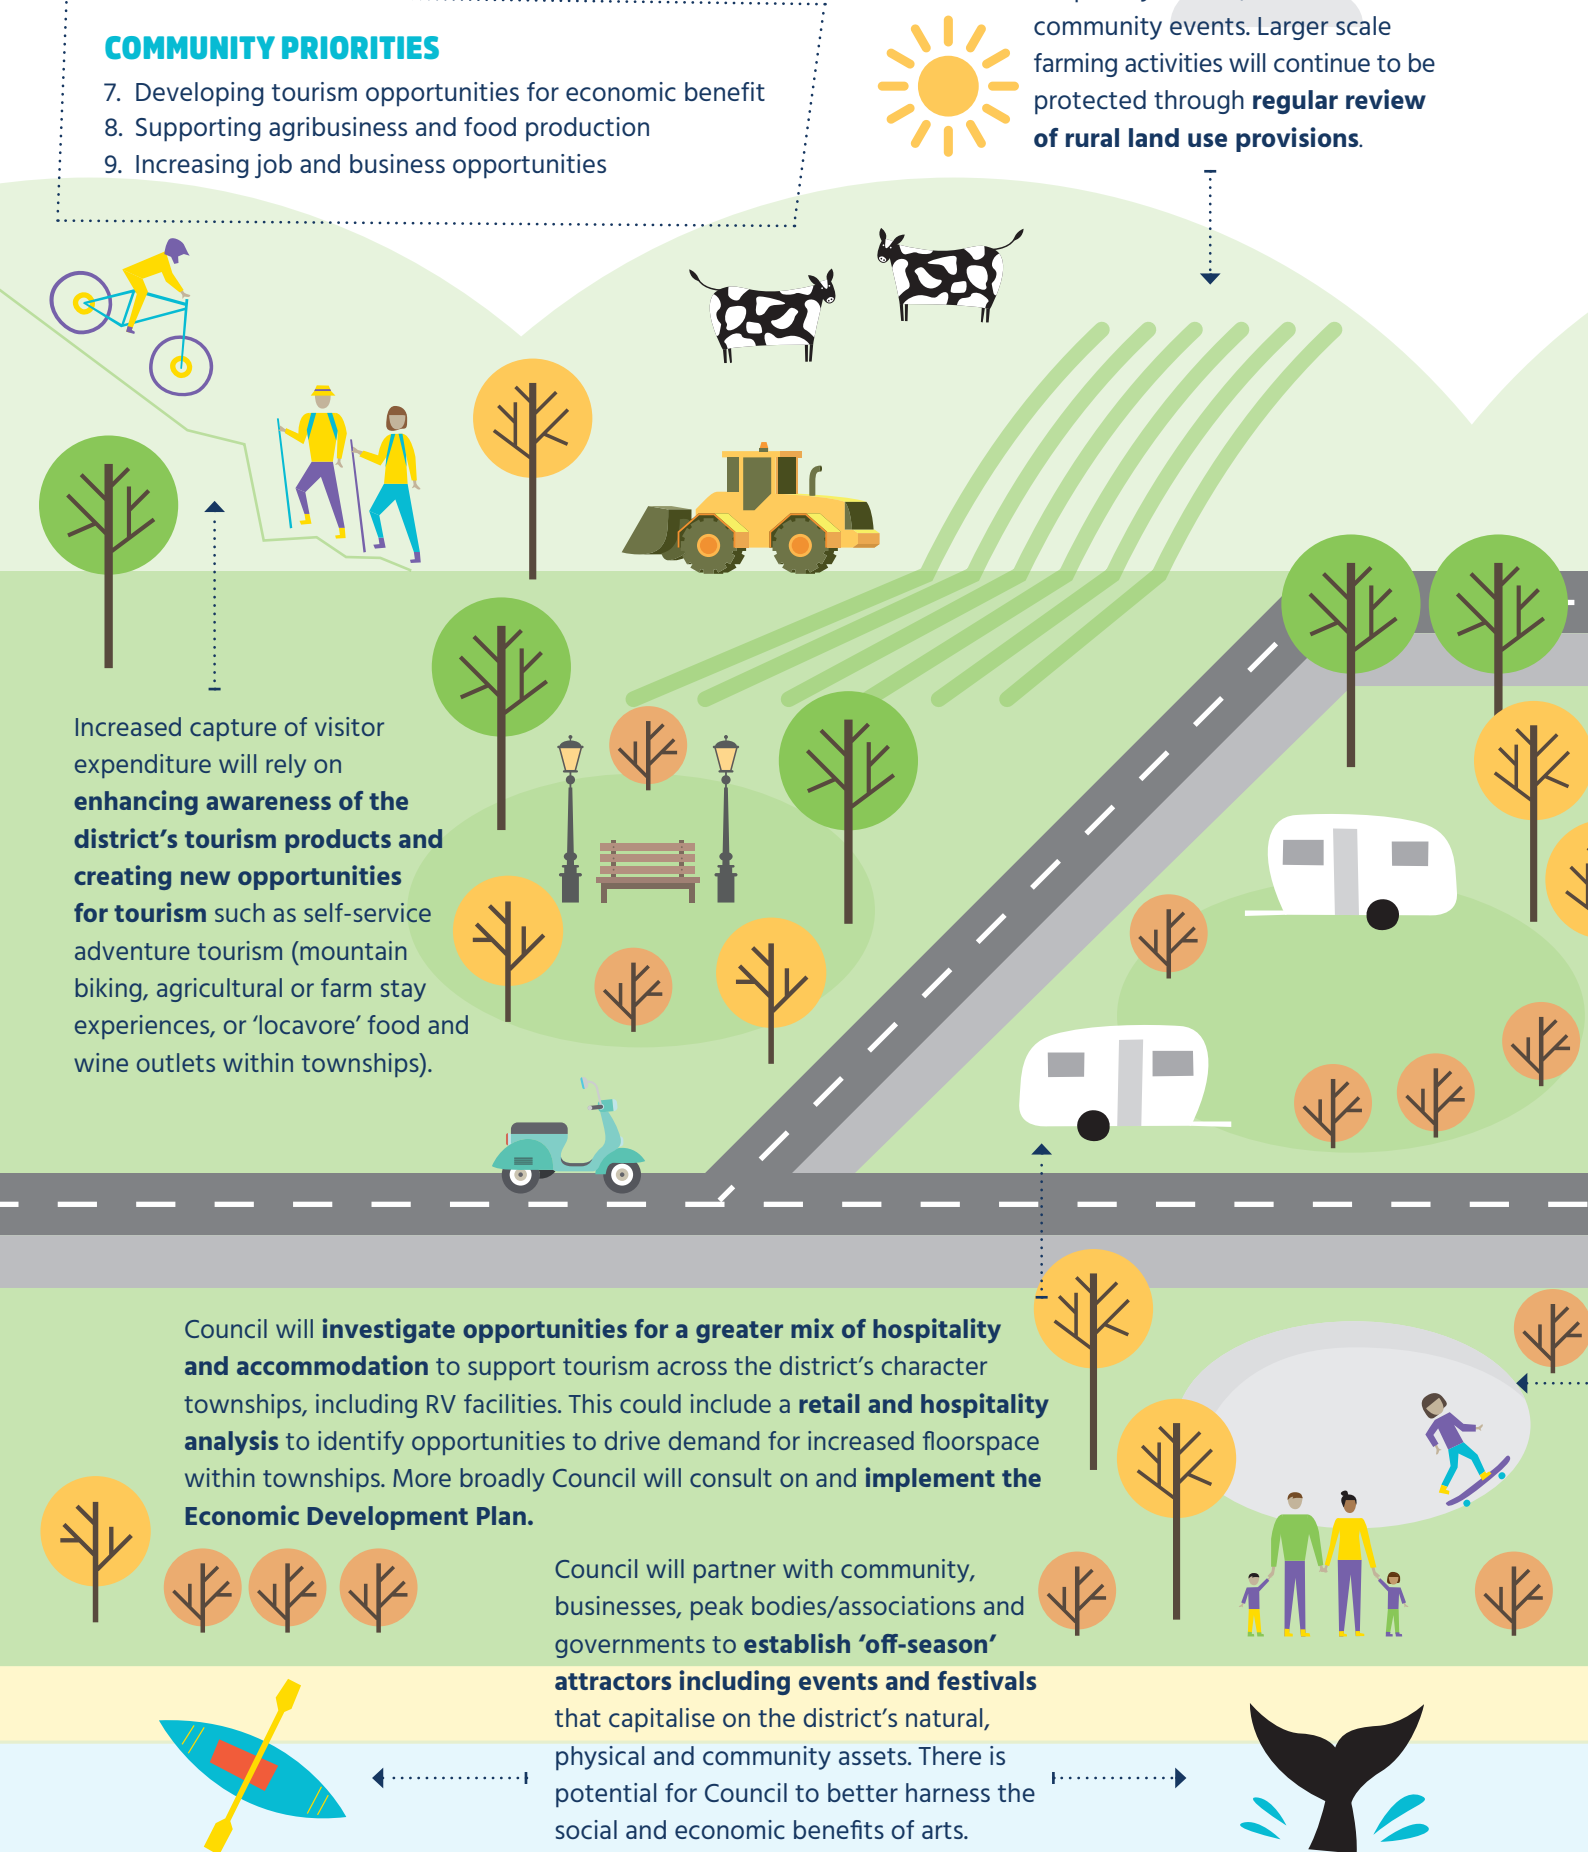 COMMUNITY PRIORITIES
7. Developing tourism opportunities for economic benefit
8. Supporting agribusiness and food production
9. Increasing job and business opportunities
community events. Larger scale
farming activities will continue to be
protected through regular review
of rural land use provisions.
Increased capture of visitor
expenditure will rely on
enhancing awareness of the
district’s tourism products and
creating new opportunities
for tourism such as self-service
adventure tourism (mountain
biking, agricultural or farm stay
experiences, or ‘locavore’ food and
wine outlets within townships).
Council will investigate opportunities for a greater mix of hospitality
and accommodation to support tourism across the district’s character
townships, including RV facilities. This could include a retail and hospitality
analysis to identify opportunities to drive demand for increased floorspace
within townships. More broadly Council will consult on and implement the
Economic Development Plan.
Council will partner with community,
businesses, peak bodies/associations and
governments to establish ‘off-season’
attractors including events and festivals
that capitalise on the district’s natural,
physical and community assets. There is
potential for Council to better harness the
social and economic benefits of arts.